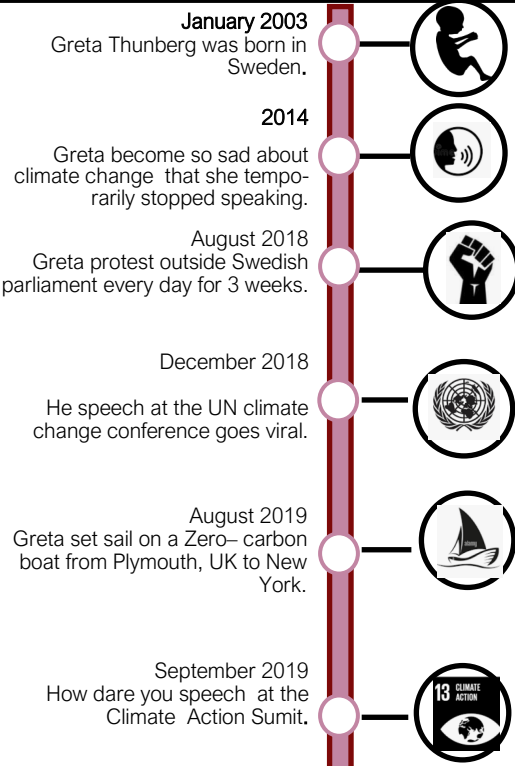 January 2003
Greta Thunberg was born in
Sweden.
2014
Greta become so sad about
climate change that she tempo-
rarily stopped speaking.
August 2018
Greta protest outside Swedish
parliament every day for 3 weeks.
December 2018
He speech at the UN climate
change conference goes viral.
August 2019
Greta set sail on a Zero– carbon
boat from Plymouth, UK to New
York.
September 2019
How dare you speech at the
Climate Action Sumit.
13 CLIMATE
ACTION